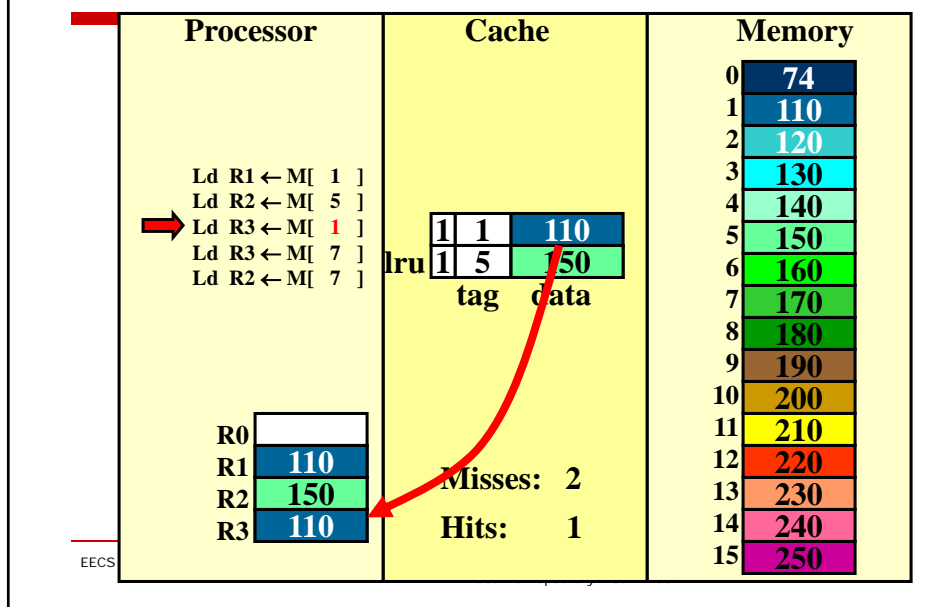 Processor
Ld R1 ← M[ 1 ]
Ld R2 ← M[ 5 ]
Ld R3 ← M[ 1 ]
Ld R3 ← M[ 7 ]
Ld R2 ← M[ 7 ]
R0
R1 110
R2 150
R3 110
Cache
1 1 110
lru 1 5 150
tag data
Misses: 2
Hits: 1
Memory
0 74
1 110
2 120
3 130
4 140
5 150
6 160
7 170
8 180
9 190
10 200
11 210
12 220
13 230
14 240
15 250
EECS